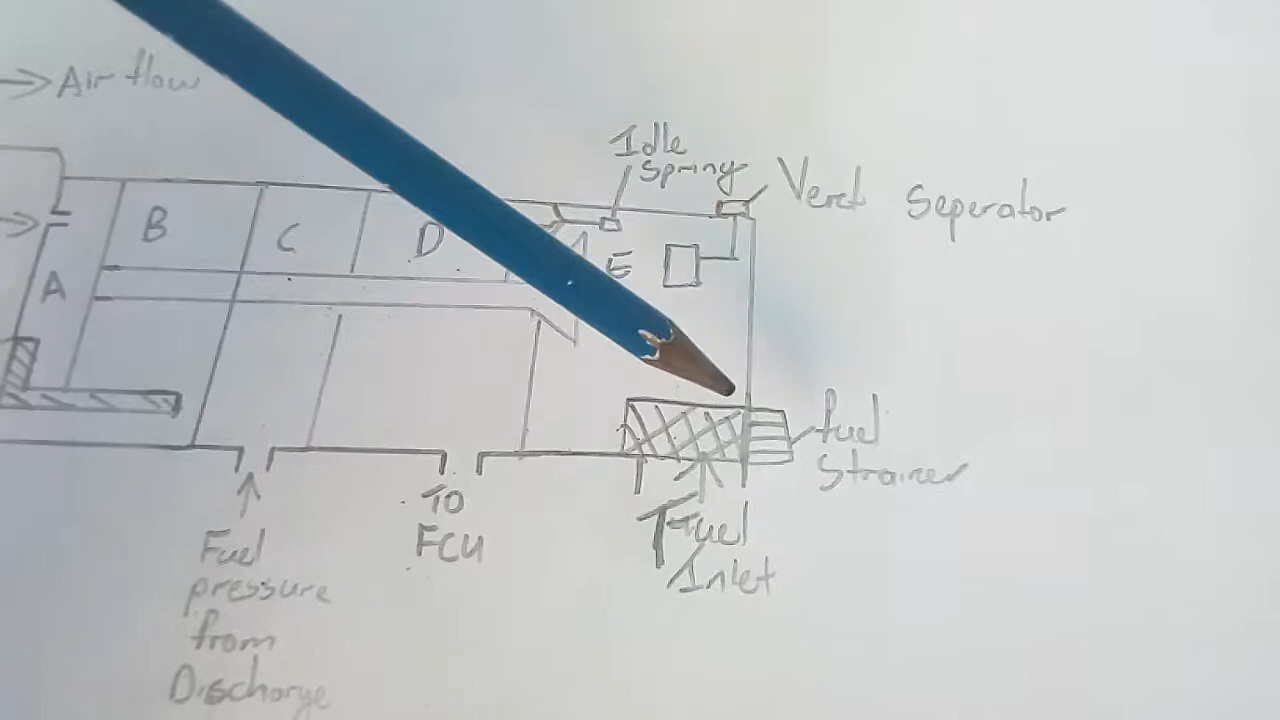 Air flow
Idle
Spring
Vent Seperator
A
B
C
D
E
fuel
Strainer
Fuel
Inlet
TO
FCU
Fuel
pressure
from
Discharge